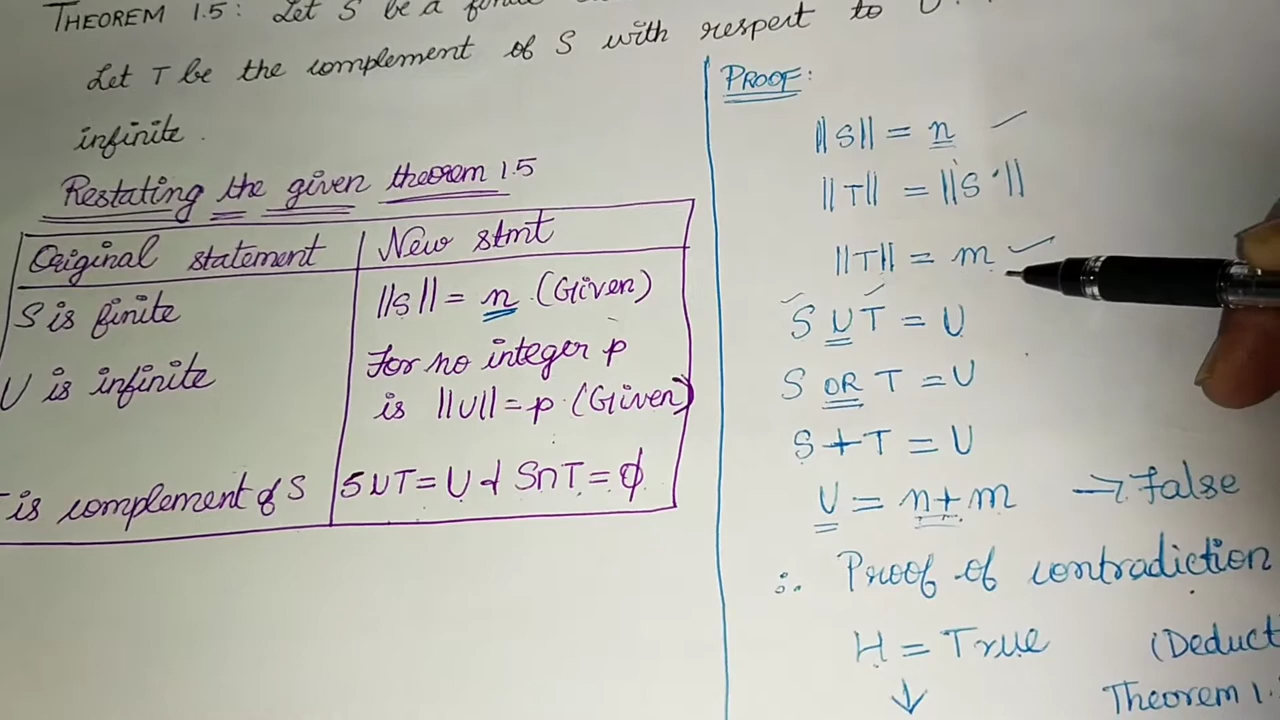 THEOREM 1.5: Let S be a
Let T be the complement of S with respect to U.
infinite.
Restating the given theorem 1.5
Original statement | New stmt
S is finite | ||S|| = n (Given)
U is infinite | For no integer p
is ||U|| = p (Given)
T is complement of S | SUT = U & S∩T = ϕ
PROOF:
||S|| = n ✓
||T|| = ||S'||
||T|| = m ✓
S U T = U
S OR T = U
S + T = U
U = n + m → false
∴ Proof of contradiction
H = True (Deduct
↓ Theorem 1.